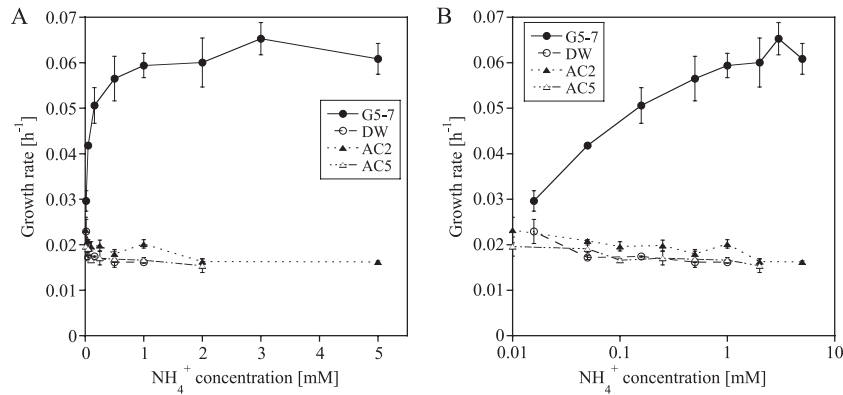 A
0.07
0.06
0.05
0.04
0.03
0.02
0.01
0
Growth rate [h⁻¹]
G5-7
DW
AC2
AC5
0 1 2 3 4 5
NH₄⁺ concentration [mM]
B
0.07
0.06
0.05
0.04
0.03
0.02
0.01
0
Growth rate [h⁻¹]
G5-7
DW
AC2
AC5
0.01 0.1 1 10
NH₄⁺ concentration [mM]